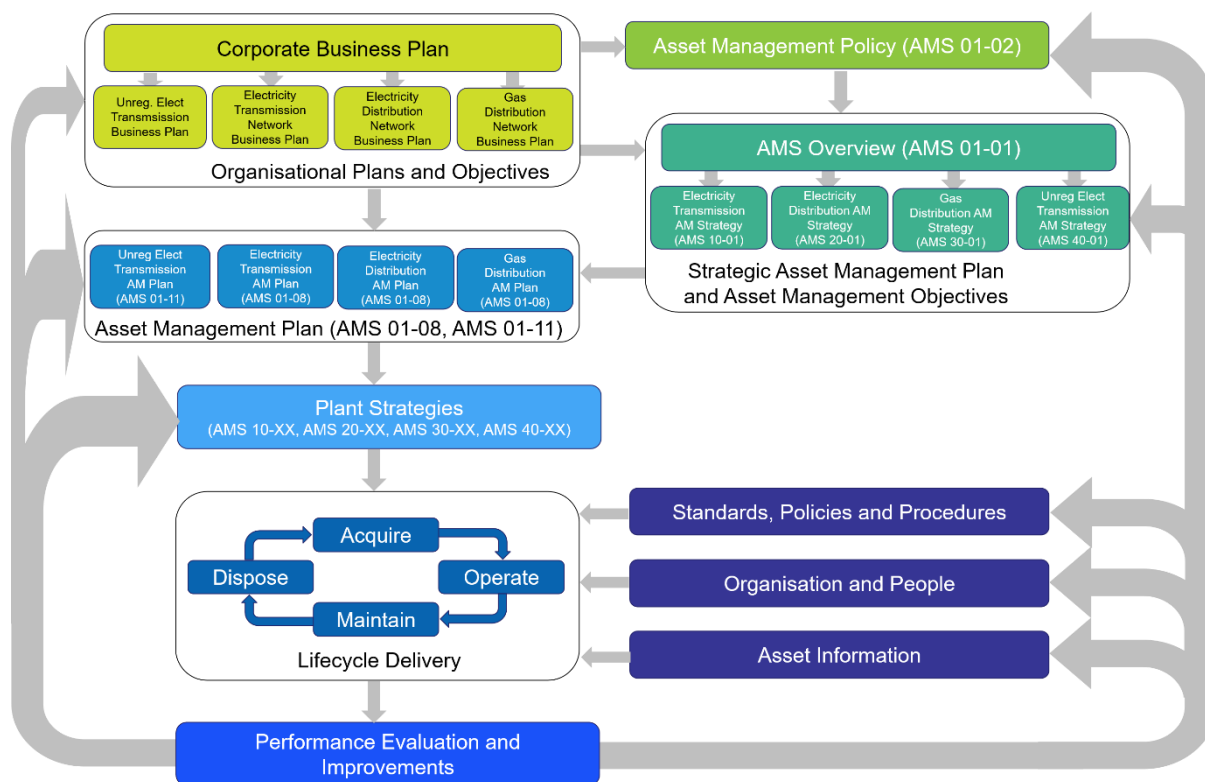 Corporate Business Plan
Unreg. Elect
Transmsission
Business Plan
Electricity
Transmission
Network
Business Plan
Electricity
Distribution
Network
Business Plan
Gas
Distribution
Network
Business Plan
Organisational Plans and Objectives
Asset Management Policy (AMS 01-02)
AMS Overview (AMS 01-01)
Electricity
Transmission
AM Strategy
(AMS 10-01)
Electricity
Distribution AM
Strategy
(AMS 20-01)
Gas
Distribution AM
Strategy
(AMS 30-01)
Unreg Elect
Transmission
AM Strategy
(AMS 40-01)
Strategic Asset Management Plan
and Asset Management Objectives
Unreg Elect
Transmission
AM Plan
(AMS 01-11)
Electricity
Transmission
AM Plan
(AMS 01-08)
Electricity
Distribution
AM Plan
(AMS 01-08)
Gas
Distribution
AM Plan
(AMS 01-08)
Asset Management Plan (AMS 01-08, AMS 01-11)
Plant Strategies
(AMS 10-XX, AMS 20-XX, AMS 30-XX, AMS 40-XX)
Acquire
Dispose
Operate
Maintain
Lifecycle Delivery
Standards, Policies and Procedures
Organisation and People
Asset Information
Performance Evaluation and
Improvements